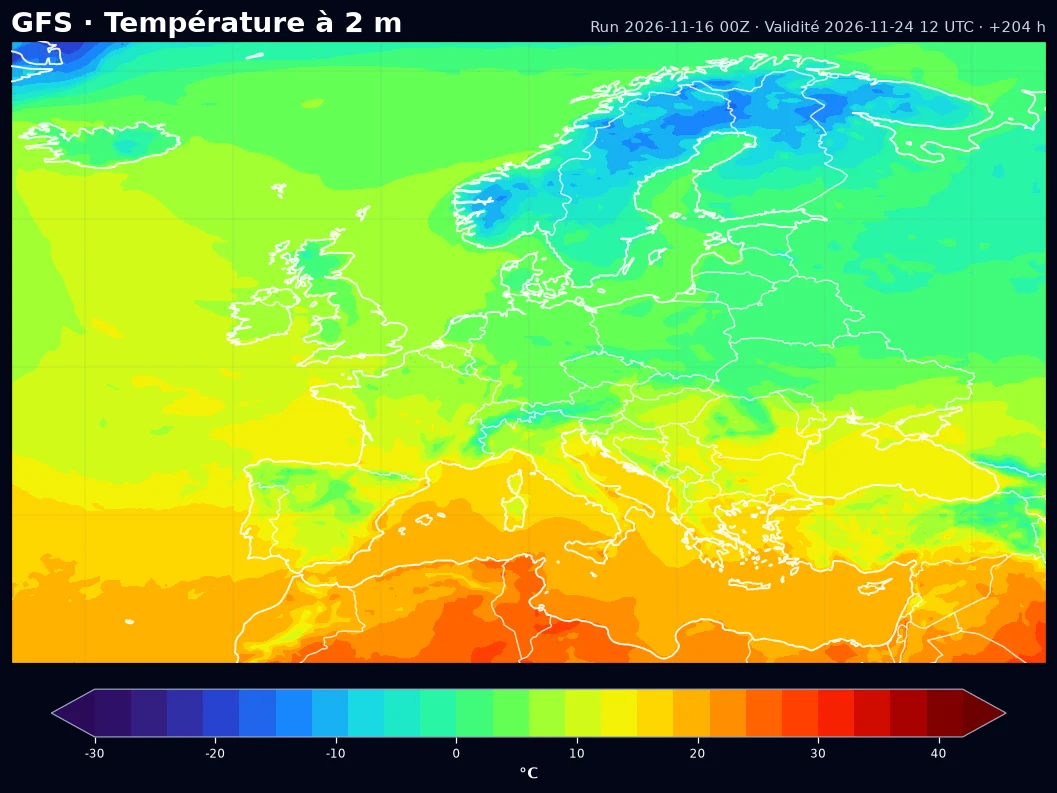 GFS · Température à 2 m
Run 2026-11-16 00Z · Validité 2026-11-24 12 UTC · +204 h
-30 -20 -10 0 10 20 30 40
°C